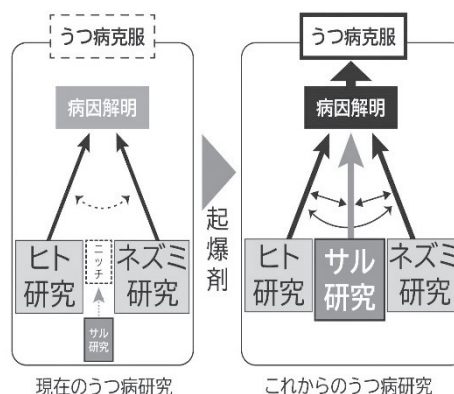 うつ病克服
病因解明
ヒト
研究
ニッチ
ネズミ
研究
サル
研究
現在のうつ病研究
起爆剤
うつ病克服
病因解明
ヒト
研究
サル
研究
ネズミ
研究
これからのうつ病研究